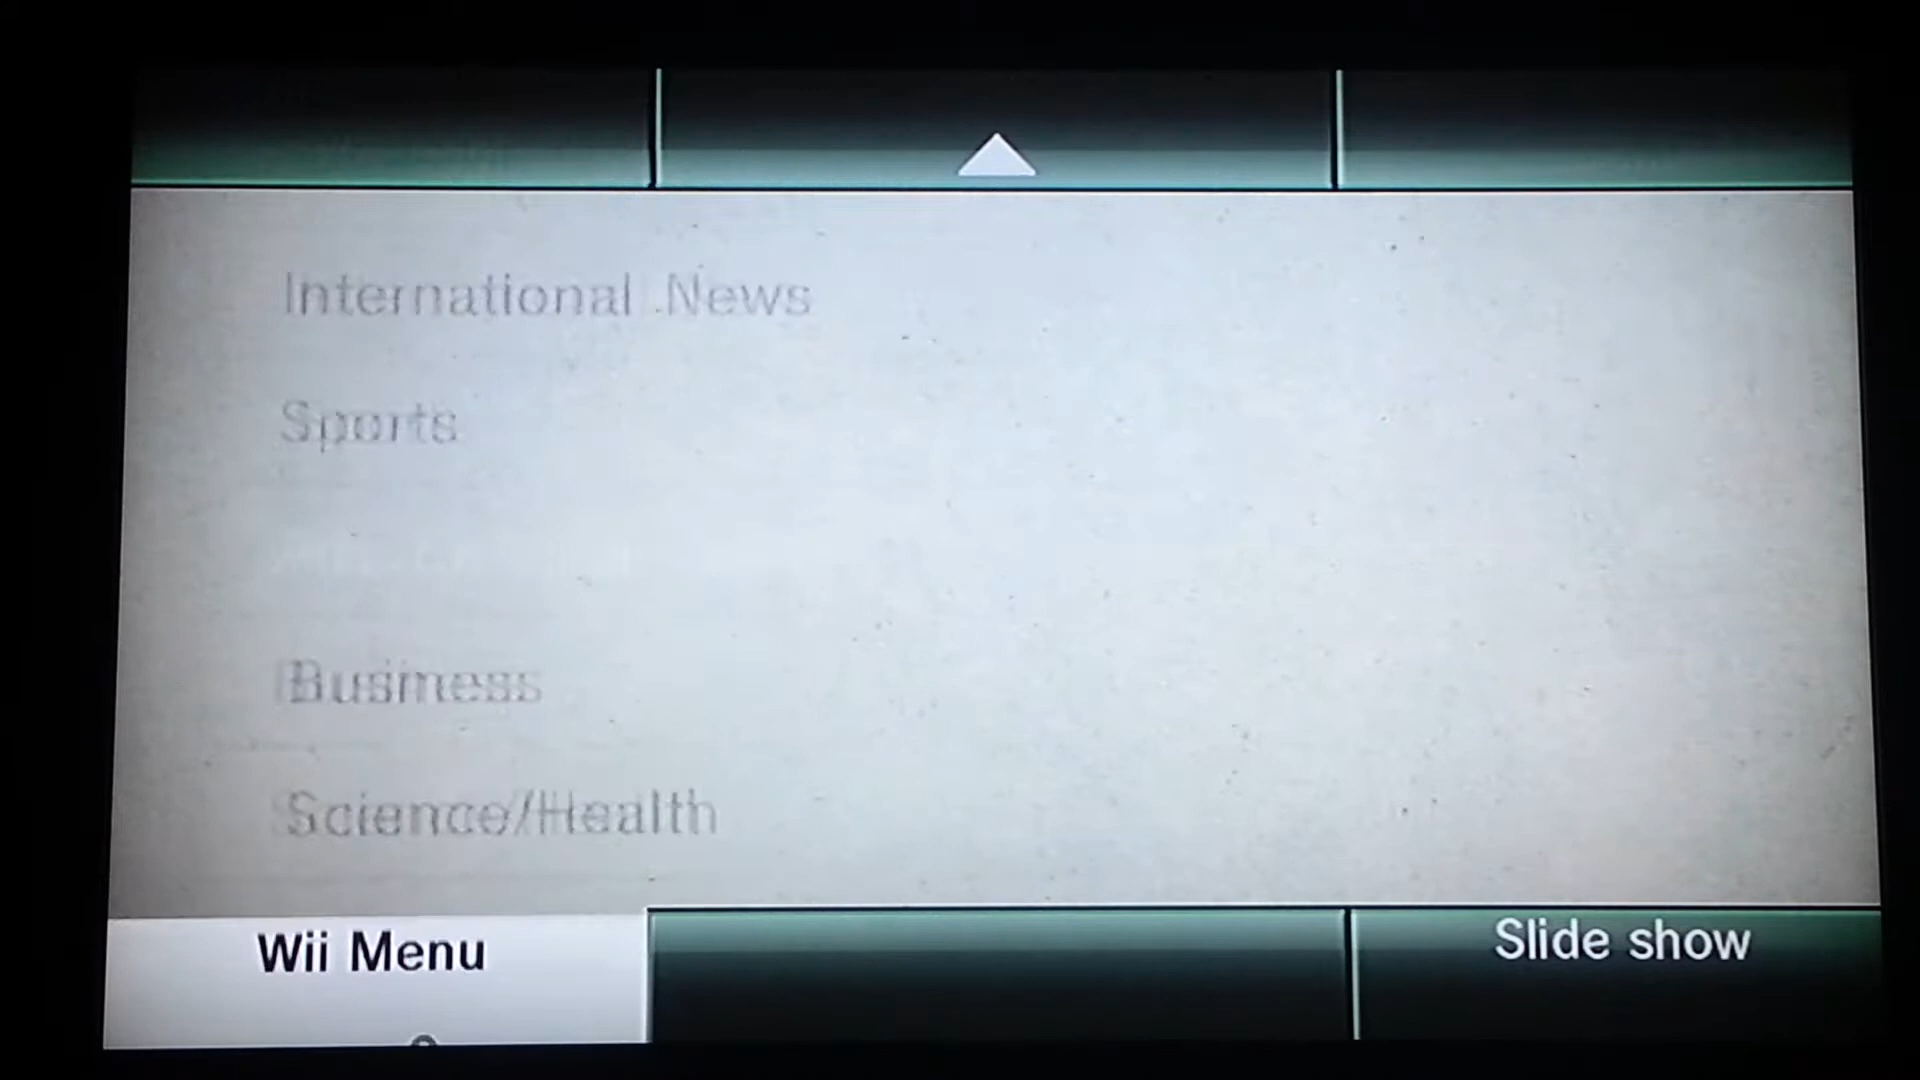 International News
Sports
Business
Science/Health
Wii Menu
Slide show